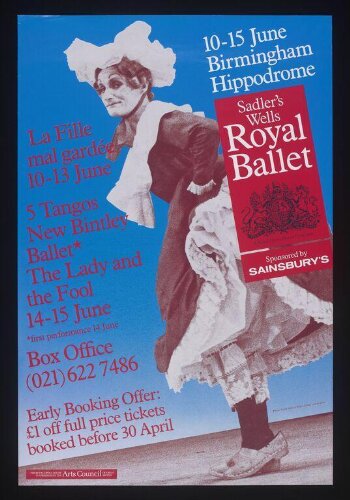 10-15 June
Birmingham
Hippodrome
Sadler's
Wells
Royal
Ballet
Sponsored by
SAINSBURY'S
La Fille
mal gardée
10-13 June
5 Tangos
New Bintley
Ballet*
The Lady and
the Fool
14-15 June
*first performance 14 June
Box Office
(021) 622 7486
Early Booking Offer:
£1 off full price tickets
booked before 30 April
Arts Council